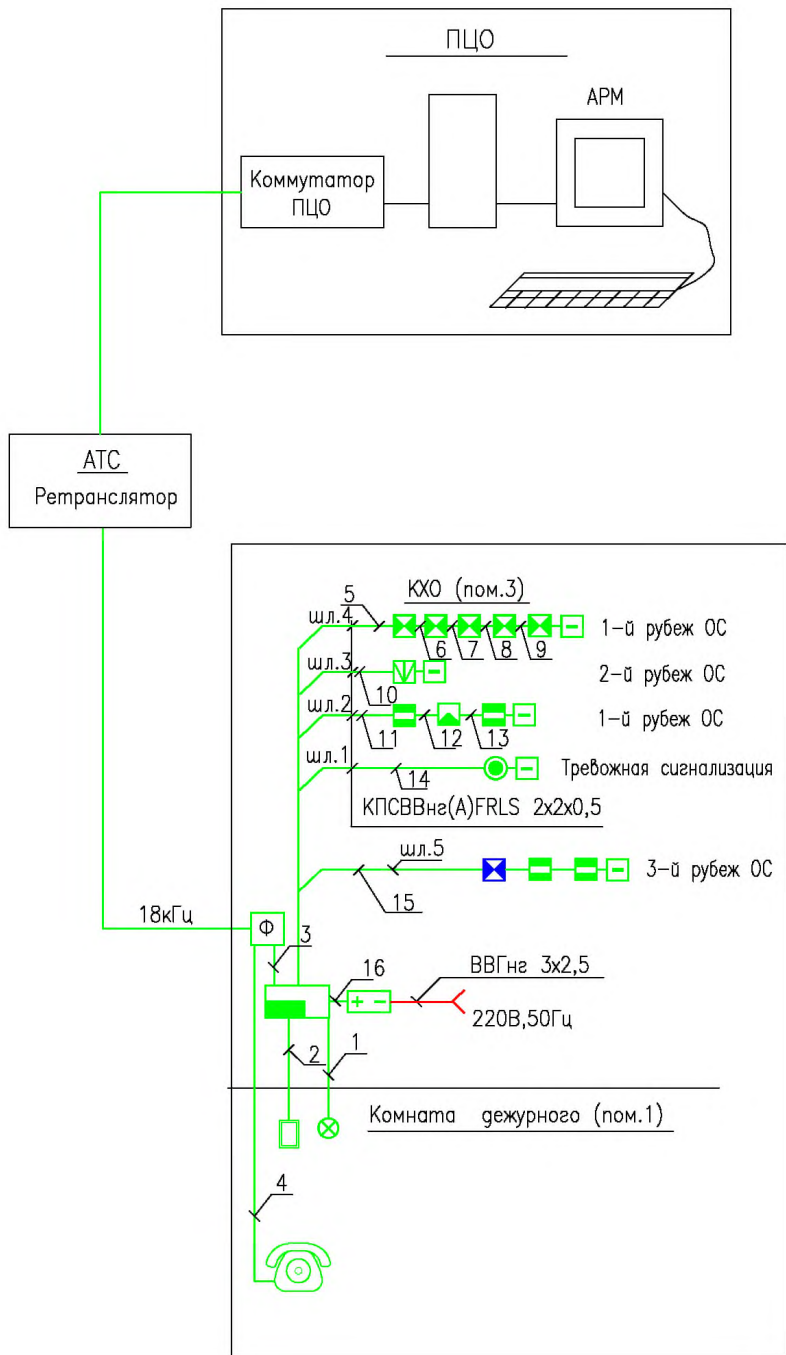 ПЦО
АРМ
Коммутатор
ПЦО
АТС
Ретранслятор
КХО (пом.3)
5
шл.4
1-й рубеж ОС
6
7
8
9
шл.3
2-й рубеж ОС
10
шл.2
1-й рубеж ОС
11
12
13
шл.1
Тревожная сигнализация
14
КПСВВнг(А)FRLS 2х2х0,5
шл.5
3-й рубеж ОС
15
18кГц
Ф
3
16
ВВГнг 3х2,5
+ -
220В,50Гц
2
1
Комната дежурного (пом.1)
4